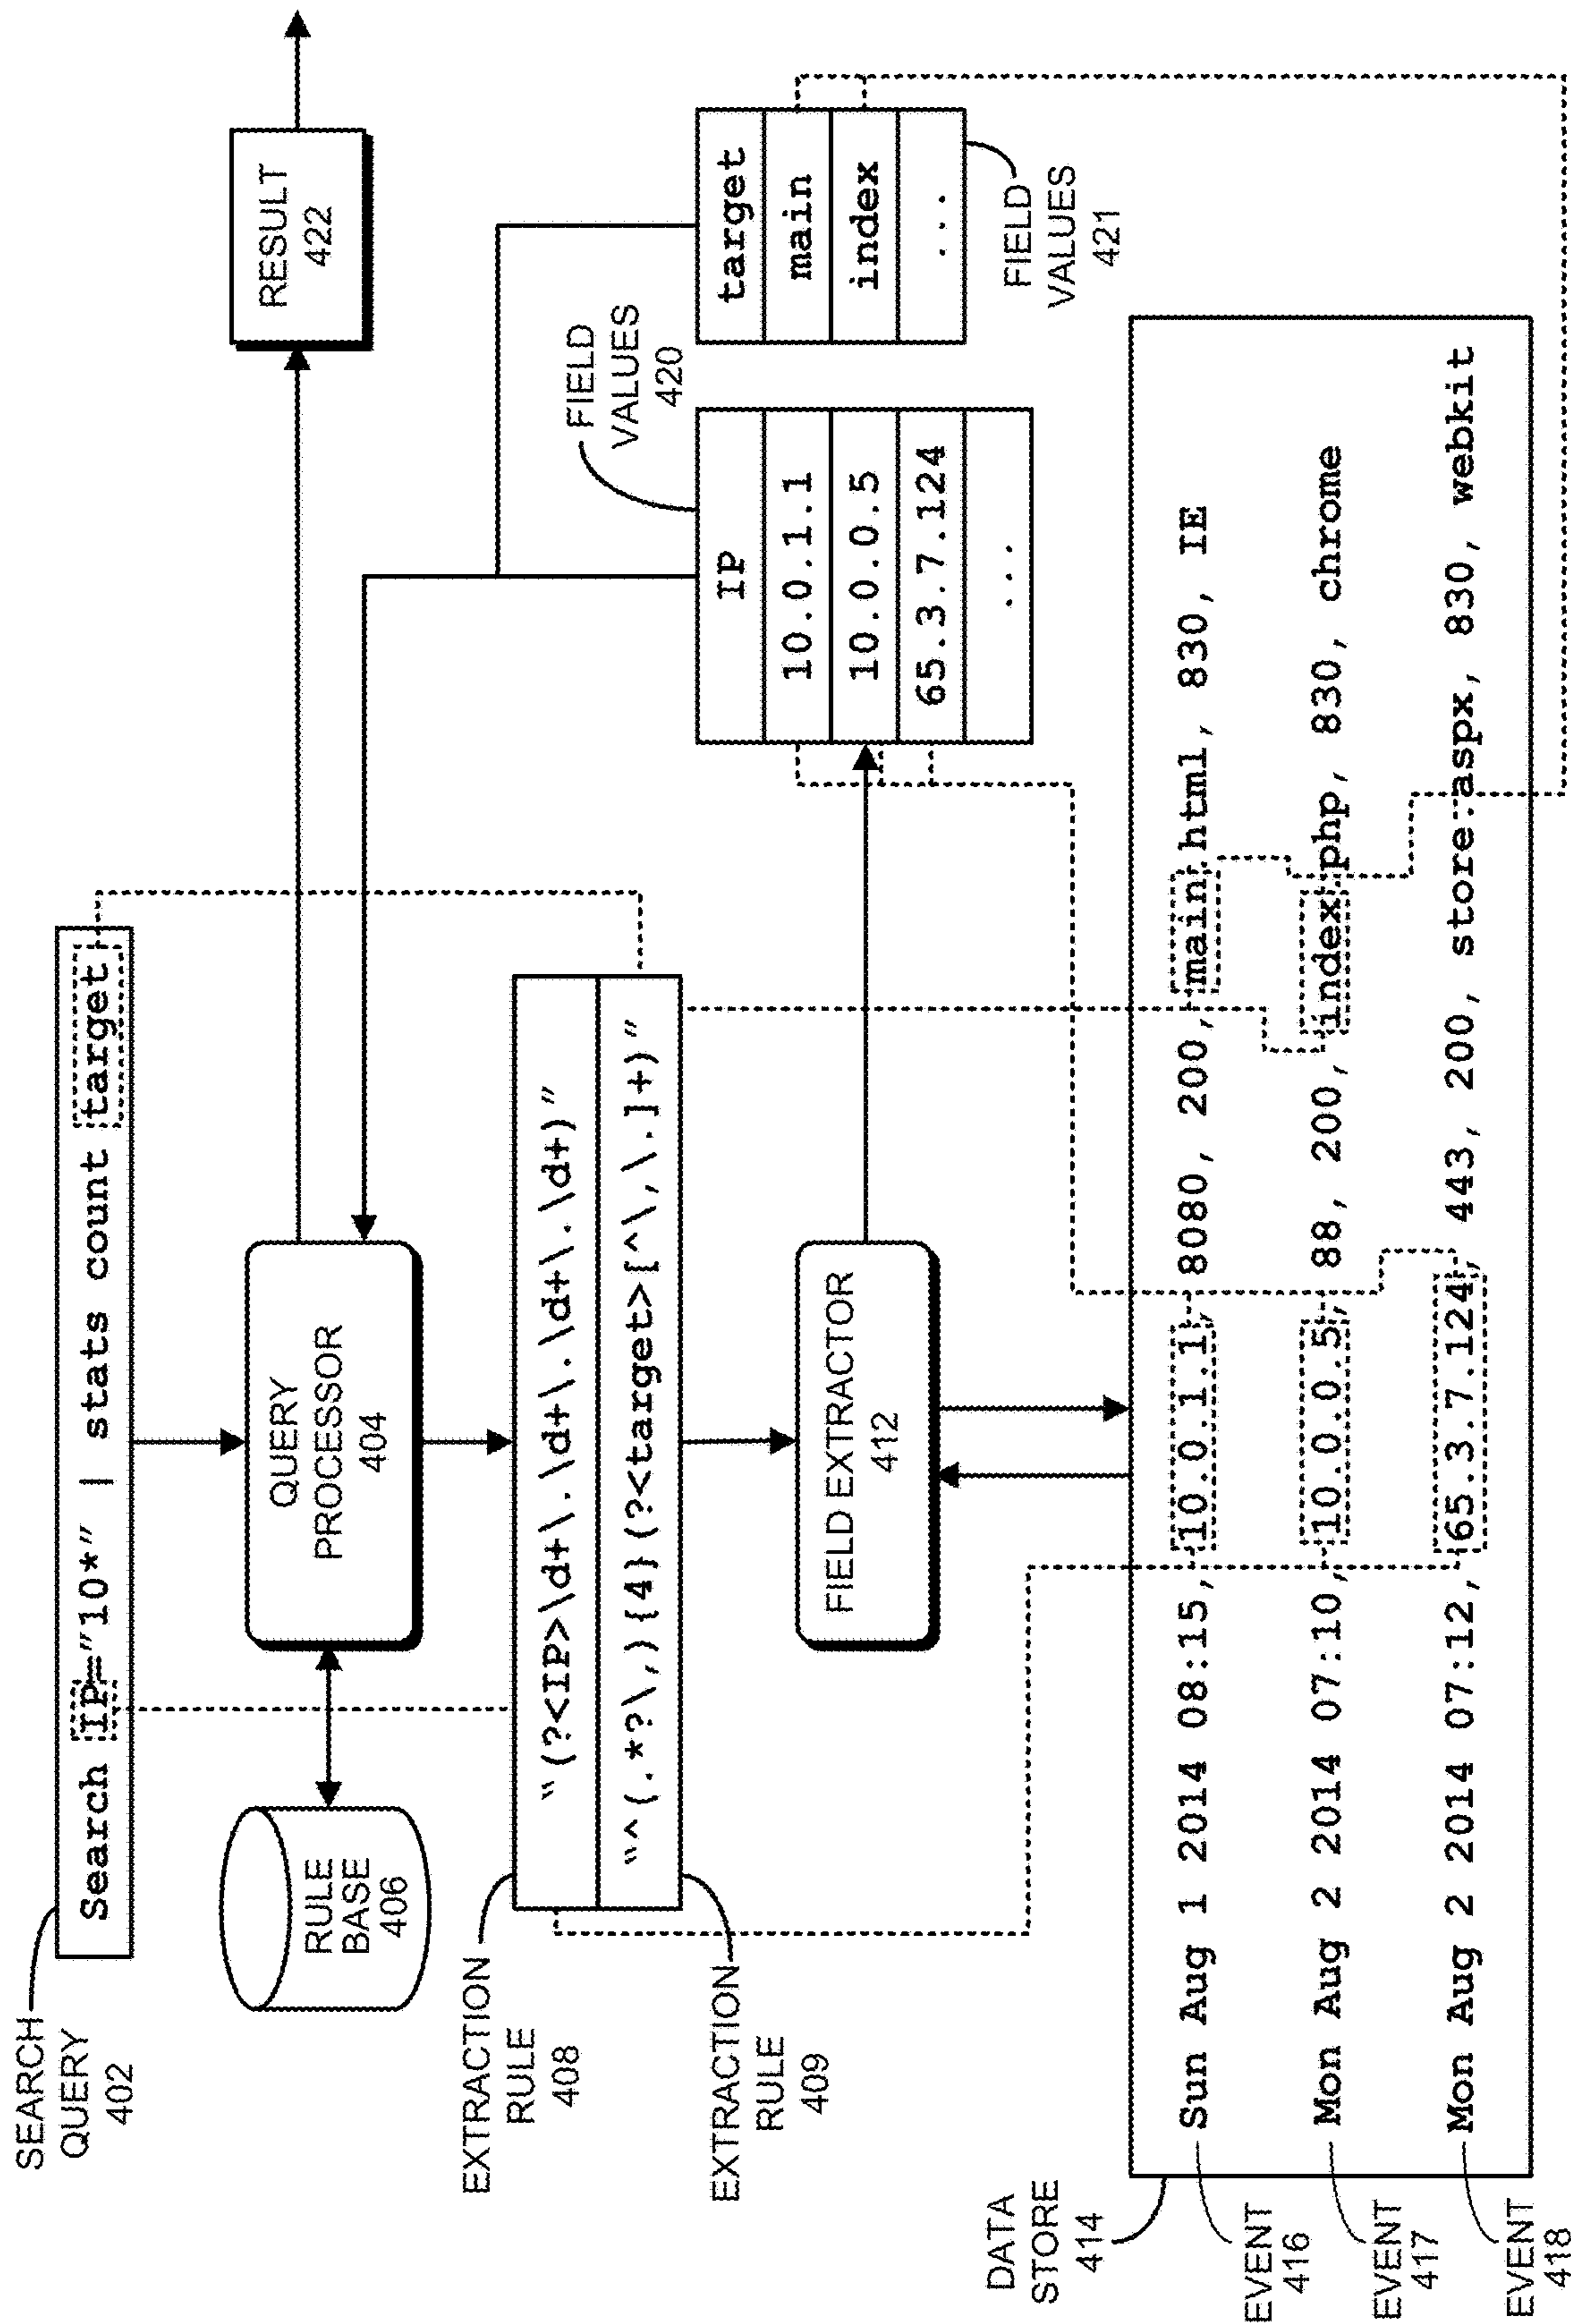 SEARCH
QUERY
402
Search IP="10*" | stats count target
RULE
BASE
406
QUERY
PROCESSOR
404
RESULT
422
EXTRACTION
RULE
408
"(?<IP>\d+\.\d+\.\d+\.\d+)"
"^(.*?\,){4}(?<target>[^\,\.]+)"
EXTRACTION
RULE
409
FIELD EXTRACTOR
412
FIELD
VALUES
420
IP
10.0.1.1
10.0.0.5
65.3.7.124
...
target
main
index
...
FIELD
VALUES
421
DATA
STORE
414
EVENT
416
Sun Aug 1 2014 08:15, 10.0.1.1, 8080, 200, main.html, 830, IE
EVENT
417
Mon Aug 2 2014 07:10, 10.0.0.5, 88, 200, index.php, 830, chrome
EVENT
418
Mon Aug 2 2014 07:12, 65.3.7.124, 443, 200, store.aspx, 830, webkit